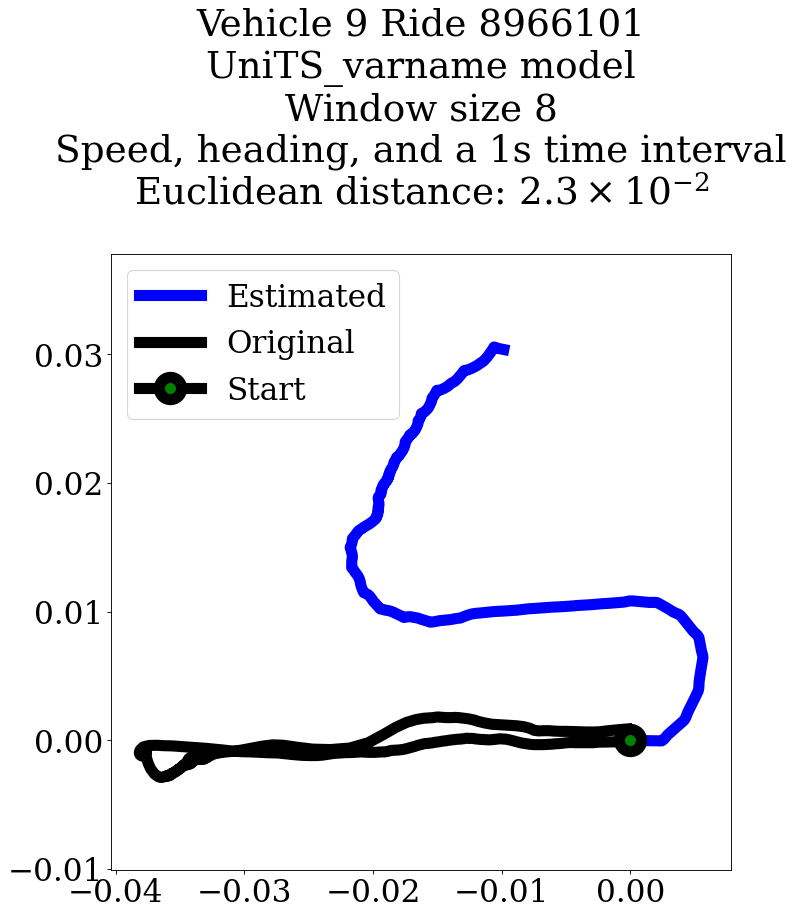 Vehicle 9 Ride 8966101
UniTS_varname model
Window size 8
Speed, heading, and a 1s time interval
Euclidean distance: 2.3 × 10⁻²
Estimated
Original
Start
0.03
0.02
0.01
0.00
−0.01
−0.04
−0.03
−0.02
−0.01
0.00